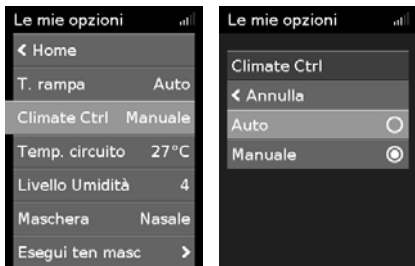 Le mie opzioni
< Home
T. rampa Auto
Climate Ctrl Manuale
Temp. circuito 27°C
Livello Umidità 4
Maschera Nasale
Esegui ten masc >
Le mie opzioni
Climate Ctrl
< Annulla
Auto
Manuale